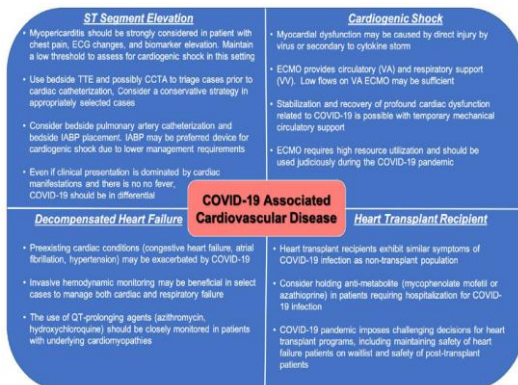 ST Segment Elevation
Myopericarditis should be strongly considered in patient with
chest pain, ECG changes, and biomarker elevation. Maintain
a low threshold to assess for cardiogenic shock in this setting
Use bedside TTE and possibly CCTA to triage cases prior to
cardiac catheterization, Consider a conservative strategy in
appropriately selected cases
Consider bedside pulmonary artery catheterization and
bedside IABP placement. IABP may be preferred device for
cardiogenic shock due to lower management requirements
Even if clinical presentation is dominated by cardiac
manifestations and there is no no fever,
COVID-19 should be in differential
Cardiogenic Shock
Myocardial dysfunction may be caused by direct injury by
virus or secondary to cytokine storm
ECMO provides circulatory (VA) and respiratory support
(VV). Low flows on VA ECMO may be sufficient
Stabilization and recovery of profound cardiac dysfunction
related to COVID-19 is possible with temporary mechanical
circulatory support
ECMO requires high resource utilization and should be
used judiciously during the COVID-19 pandemic
COVID-19 Associated
Cardiovascular Disease
Decompensated Heart Failure
Preexisting cardiac conditions (congestive heart failure, atrial
fibrillation, hypertension) may be exacerbated by COVID-19
Invasive hemodynamic monitoring may be beneficial in select
cases to manage both cardiac and respiratory failure
The use of QT-prolonging agents (azithromycin,
hydroxychloroquine) should be closely monitored in patients
with underlying cardiomyopathies
Heart Transplant Recipient
Heart transplant recipients exhibit similar symptoms of
COVID-19 infection as non-transplant population
Consider holding anti-metabolite (mycophenolate mofetil or
azathioprine) in patients requiring hospitalization for COVID-
19 infection
COVID-19 pandemic imposes challenging decisions for heart
transplant programs, including maintaining safety of heart
failure patients on waitlist and safety of post-transplant
patients